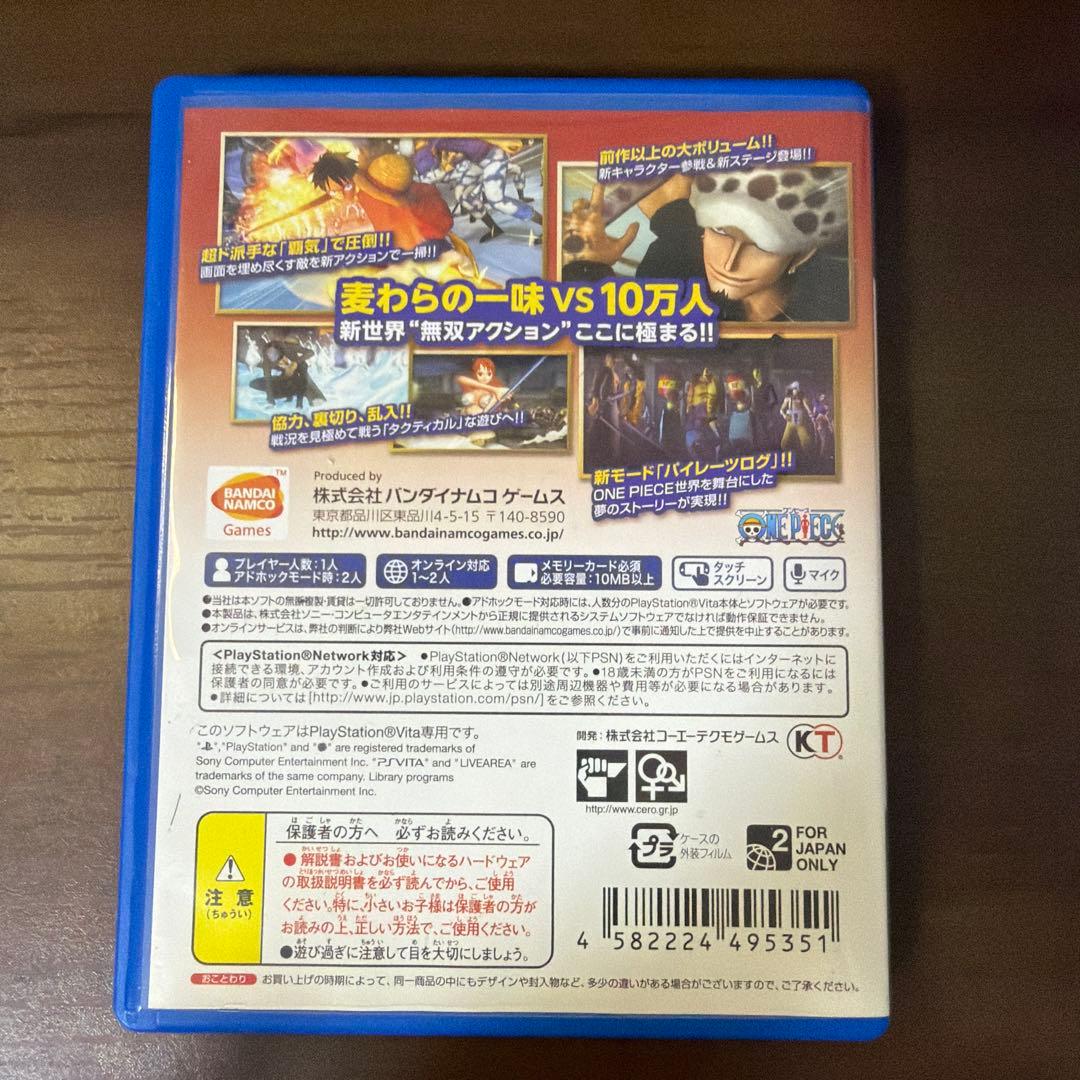 前作以上の大ボリューム!!
新キャラクター参戦&新ステージ登場!!
超ド派手な「覇気」で圧倒!!
画面を埋め尽くす敵を新アクションで一掃!!
麦わらの一味 VS 10万人
新世界“無双アクション”ここに極まる!!
協力、裏切り、乱入!!
戦況を見極めて戦う「タクティカル」な遊びへ!!
新モード「パイレーツログ」!!
ONE PIECE世界を舞台にした
夢のストーリーが実現!!
BANDAI NAMCO Games ™
Produced by
株式会社 バンダイナムコ ゲームス
東京都品川区東品川4-5-15 〒140-8590
http://www.bandainamcogames.co.jp/
ONE PIECE
プレイヤー人数:1人
アドホックモード時:2人
オンライン対応
1~2人
メモリーカード必須
必要容量:10MB以上
タッチ
スクリーン
マイク
●当社は本ソフトの無断複製・賃貸は一切許可しておりません。●アドホックモード対応時には、人数分のPlayStation®Vita本体とソフトウェアが必要です。
●本製品は、株式会社ソニー・コンピュータエンタテインメントから正規に提供されるシステムソフトウェアでなければ動作保証できません。
●オンラインサービスは、弊社の判断により弊社Webサイト(http://www.bandainamcogames.co.jp/)で事前に通知した上で提供を中止することがあります。
<PlayStation®Network対応> ●PlayStation®Network(以下PSN)をご利用いただくにはインターネットに
接続できる環境、アカウント作成および利用条件の遵守が必要です。●18歳未満の方がPSNをご利用になるには
保護者の同意が必要です。●ご利用のサービスによっては別途周辺機器や費用等が必要になる場合があります。
●詳細については[http://www.jp.playstation.com/psn/]をご参照ください。
このソフトウェアはPlayStation®Vita専用です。
" ","PlayStation" and " " are registered trademarks of
Sony Computer Entertainment Inc. "PSVITA" and "LIVEAREA" are
trademarks of the same company. Library programs
©Sony Computer Entertainment Inc.
開発:株式会社コーエーテクモゲームス
KT
http://www.cero.gr.jp
プラ
ケースの
外装フィルム
2
FOR
JAPAN
ONLY
注意
(ちゅうい)
保護者の方へ 必ずお読みください。
●解説書およびお使いになるハードウェア
の取扱説明書を必ず読んでから、ご使用
ください。特に、小さいお子様は保護者の方が
お読みの上、正しい方法で、ご使用ください。
●遊び過ぎに注意して目を大切にしましょう。
4 582224 495351
おことわり お買い上げの時期によって、同一商品の中にもデザインや封入物など、多少の違いがある場合がございますので、ご了承ください。